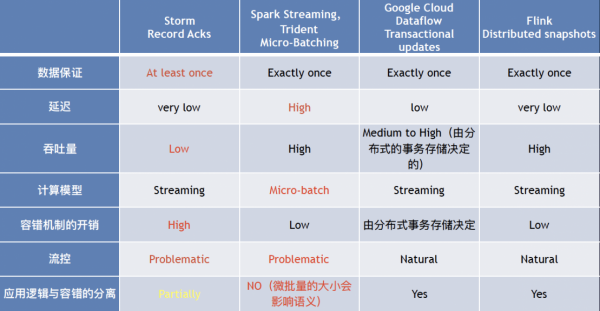 Storm
Record Acks
Spark Streaming,
Trident
Micro-Batching
Google Cloud
Dataflow
Transactional
updates
Flink
Distributed snapshots
数据保证
At least once
Exactly once
Exactly once
Exactly once
延迟
very low
High
low
very low
吞吐量
Low
High
Medium to High（由分
布式的事务存储决定
的）
High
计算模型
Streaming
Micro-batch
Streaming
Streaming
容错机制的开销
High
Low
由分布式事务存储决定
Low
流控
Problematic
Problematic
Natural
Natural
应用逻辑与容错的分离
Partially
NO（微批量的大小会
影响语义）
Yes
Yes